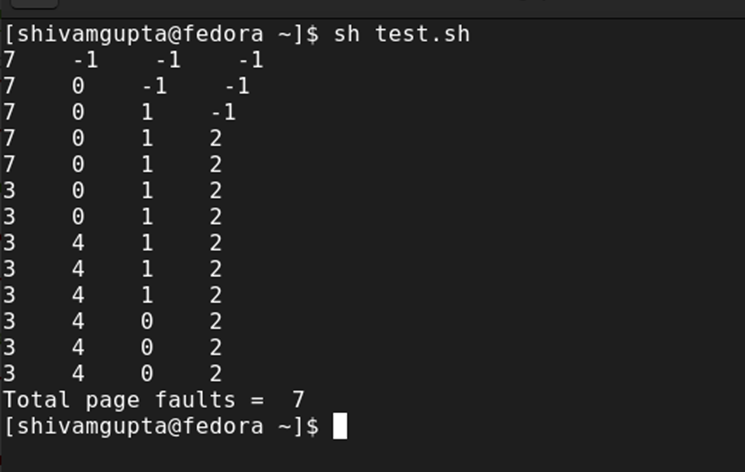 [shivamgupta@fedora ~]$ sh test.sh
7 -1 -1 -1
7 0 -1 -1
7 0 1 -1
7 0 1 2
7 0 1 2
3 0 1 2
3 0 1 2
3 4 1 2
3 4 1 2
3 4 1 2
3 4 0 2
3 4 0 2
3 4 0 2
Total page faults = 7
[shivamgupta@fedora ~]$